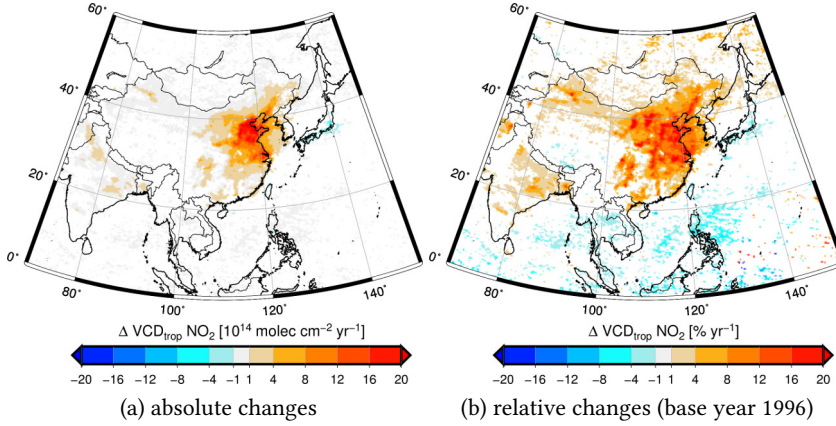 60°
40°
20°
0°
80°
100°
120°
140°
Δ VCDtrop NO₂ [10¹⁴ molec cm⁻² yr⁻¹]
−20 −16 −12 −8 −4 −1 1 4 8 12 16 20
(a) absolute changes
60°
40°
20°
0°
80°
100°
120°
140°
Δ VCDtrop NO₂ [% yr⁻¹]
−20 −16 −12 −8 −4 −1 1 4 8 12 16 20
(b) relative changes (base year 1996)